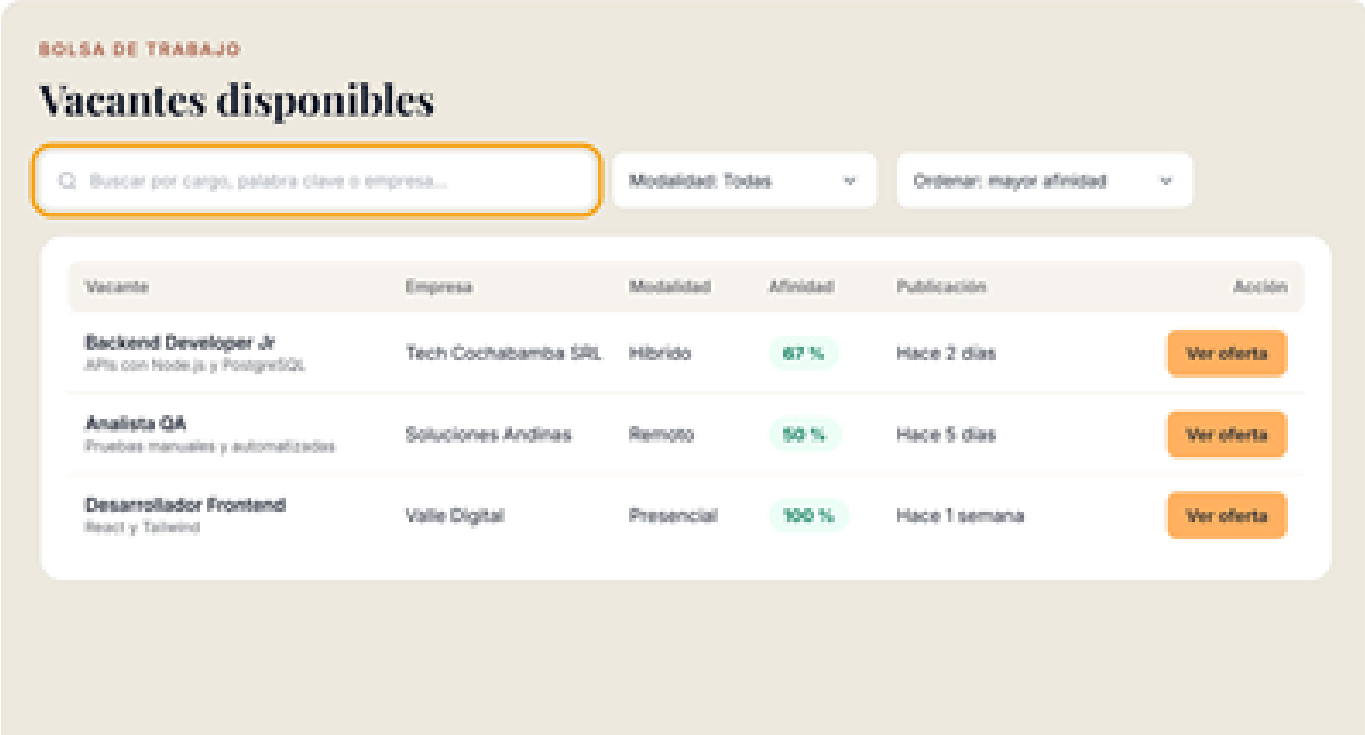 BOLSA DE TRABAJO
Vacantes disponibles
Buscar por cargo, palabra clave o empresa...
Modalidad: Todas
Ordenar: mayor afinidad
Vacante Empresa Modalidad Afinidad Publicación Acción
Backend Developer Jr
APIs con Node.js y PostgreSQL
Tech Cochabamba SRL Híbrido 67 % Hace 2 días Ver oferta
Analista QA
Pruebas manuales y automatizadas
Soluciones Andinas Remoto 50 % Hace 5 días Ver oferta
Desarrollador Frontend
React y Tailwind
Valle Digital Presencial 100 % Hace 1 semana Ver oferta